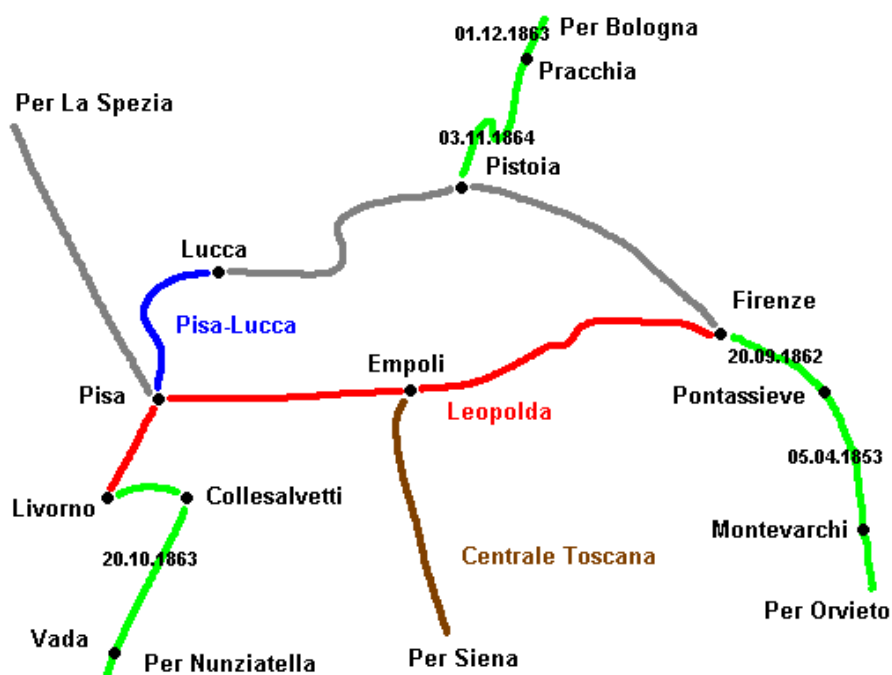 Per Bologna
01.12.1863
Pracchia
Per La Spezia
03.11.1864
Pistoia
Lucca
Firenze
Pisa-Lucca
20.09.1862
Empoli
Pisa
Pontassieve
Leopolda
05.04.1853
Livorno
Collesalvetti
Montevarchi
20.10.1863
Centrale Toscana
Per Orvieto
Vada
Per Nunziatella
Per Siena